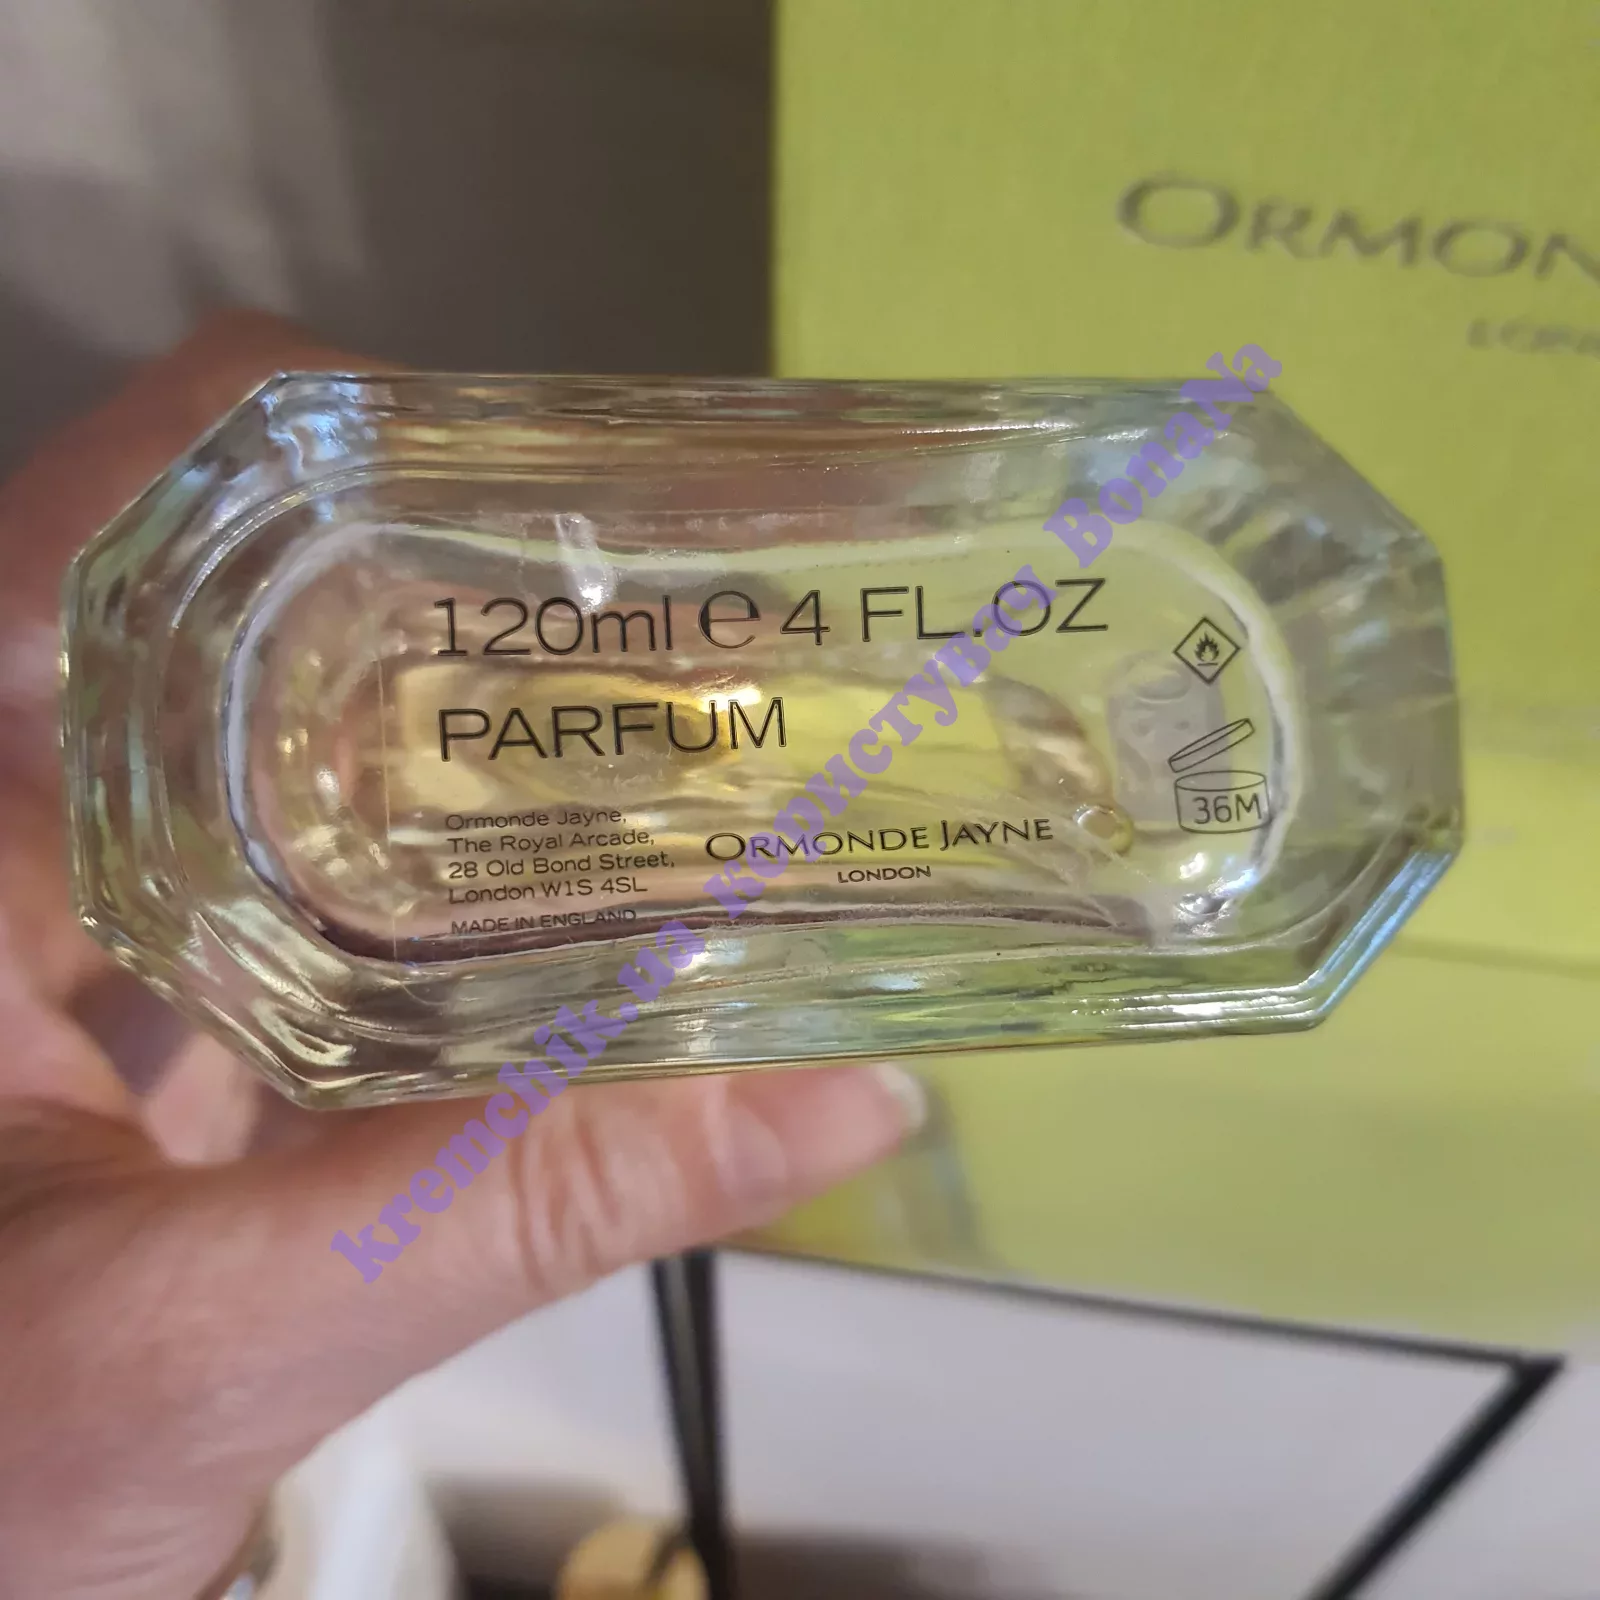 ORMON
LON
120ml e 4 FL.OZ
PARFUM
Ormonde Jayne,
The Royal Arcade,
28 Old Bond Street,
London W1S 4SL
MADE IN ENGLAND
ORMONDE JAYNE
LONDON
36M
kremchik.ua користувач BonaNa